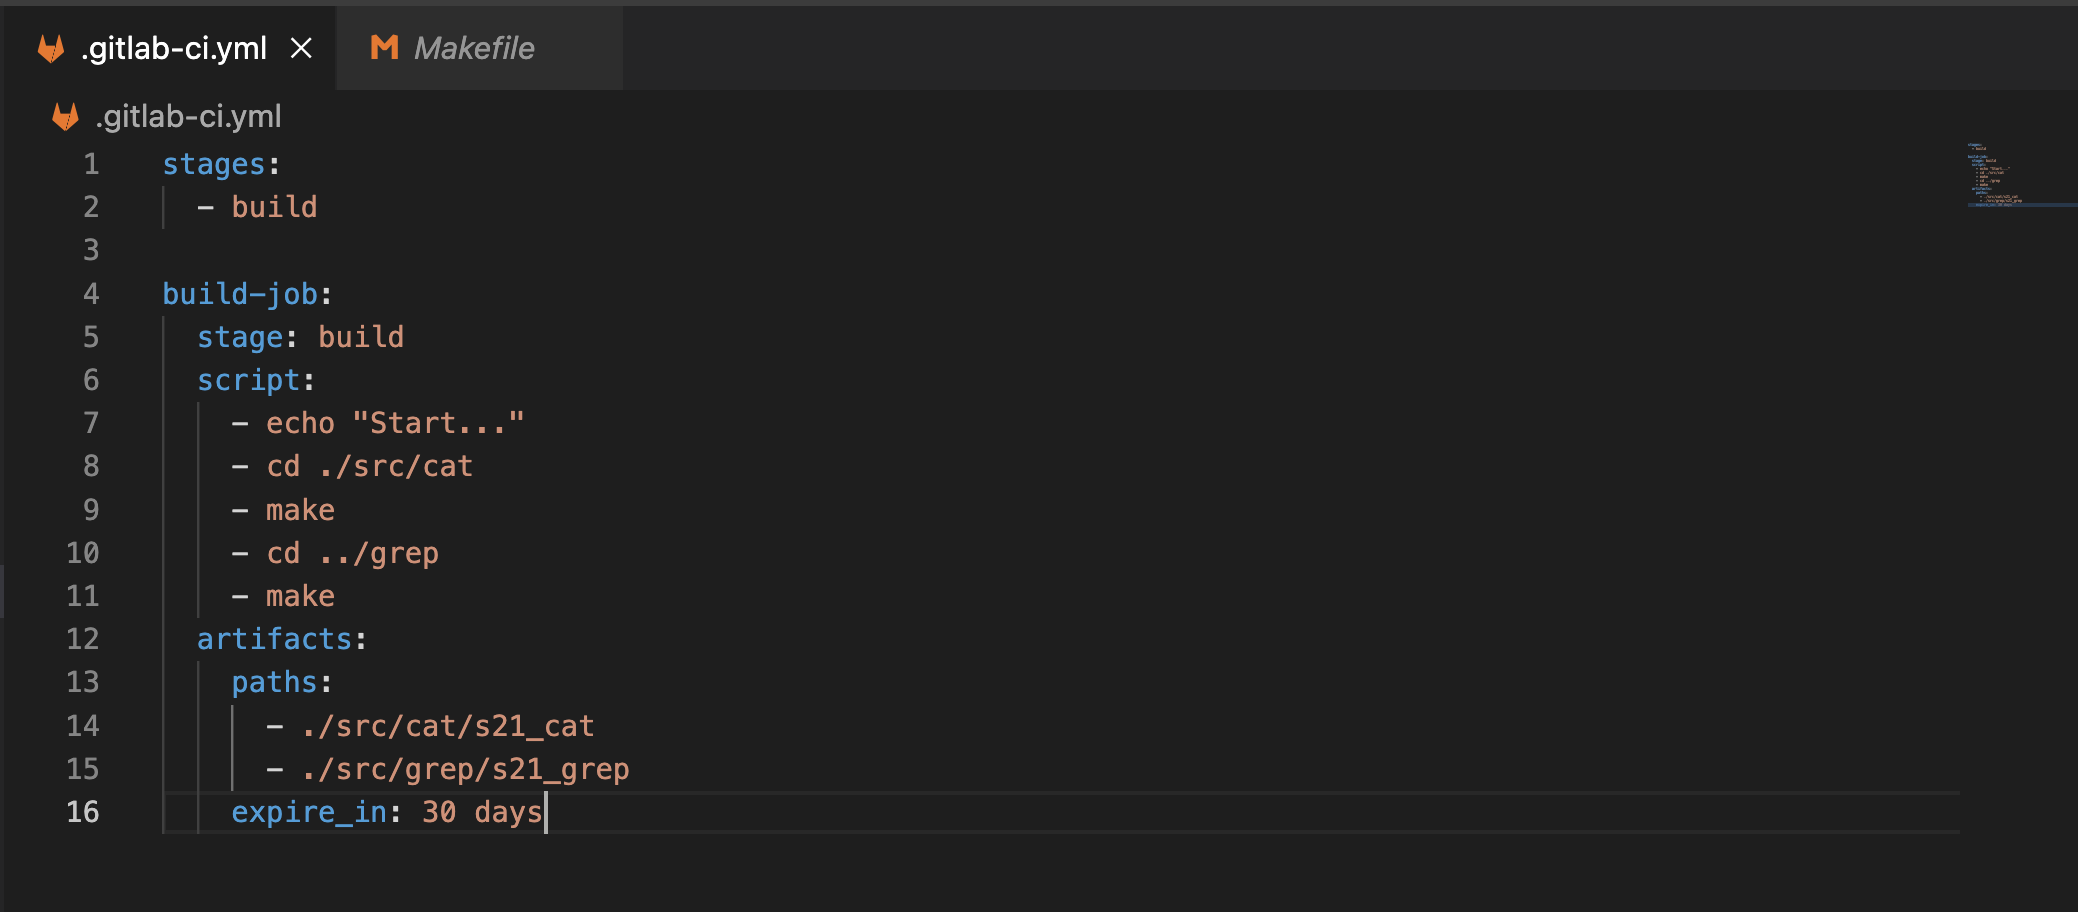 .gitlab-ci.yml
Makefile
.gitlab-ci.yml
1 stages:
2   - build
3
4 build-job:
5   stage: build
6   script:
7     - echo "Start..."
8     - cd ./src/cat
9     - make
10     - cd ../grep
11     - make
12   artifacts:
13     paths:
14       - ./src/cat/s21_cat
15       - ./src/grep/s21_grep
16     expire_in: 30 days